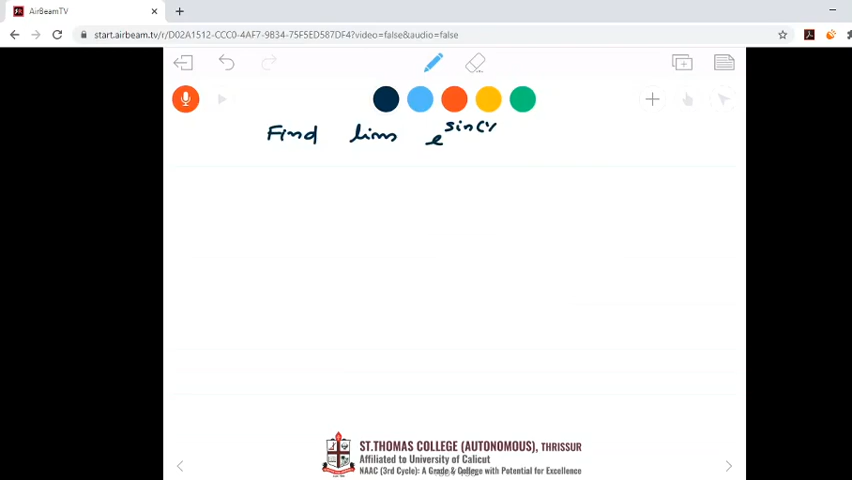 AirBeamTV
start.airbeam.tv/r/D02A1512-CCC0-4AF7-9834-75F5ED587DF4?video=false&audio=false
Find lim e^sin(
ST.THOMAS COLLEGE (AUTONOMOUS), THRISSUR
Affiliated to University of Calicut
NAAC (3rd Cycle): A Grade & College with Potential for Excellence